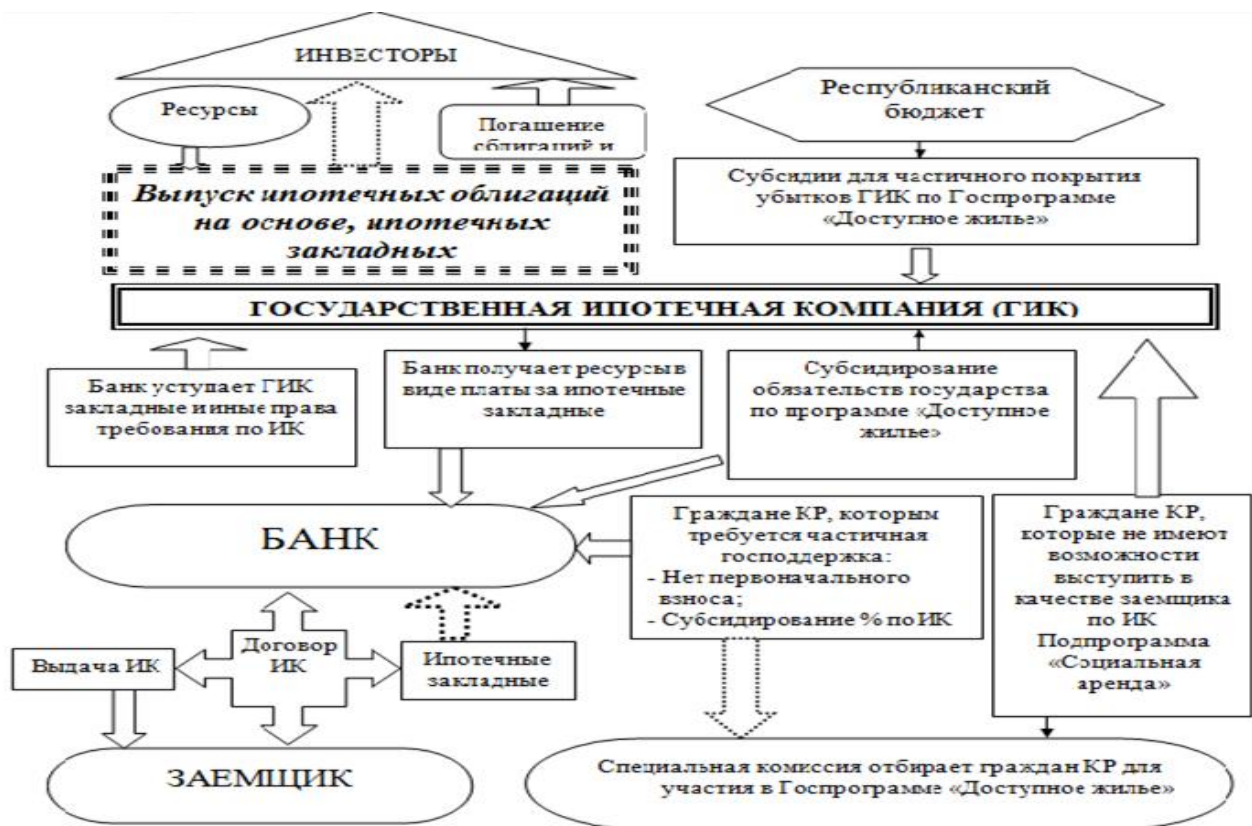 ИНВЕСТОРЫ
Ресурсы
Погашение
облигаций и
Выпуск ипотечных облигаций
на основе, ипотечных
закладных
Республиканский
бюджет
Субсидии для частичного покрытия
убытков ГИК по Госпрограмме
«Доступное жилье»
ГОСУДАРСТВЕННАЯ ИПОТЕЧНАЯ КОМПАНИЯ (ГИК)
Банк уступает ГИК
закладные и иные права
требования по ИК
Банк получает ресурсы в
виде платы за ипотечные
закладные
Субсидирование
обязательств государства
по программе «Доступное
жилье»
БАНК
Граждане КР, которым
требуется частичная
господдержка:
- Нет первоначального
взноса;
- Субсидирование % по ИК
Граждане КР,
которые не имеют
возможности
выступить в
качестве заемщика
по ИК
Подпрограмма
«Социальная
аренда»
Выдача ИК
Договор
ИК
Ипотечные
закладные
ЗАЕМЩИК
Специальная комиссия отбирает граждан КР для
участия в Госпрограмме «Доступное жилье»